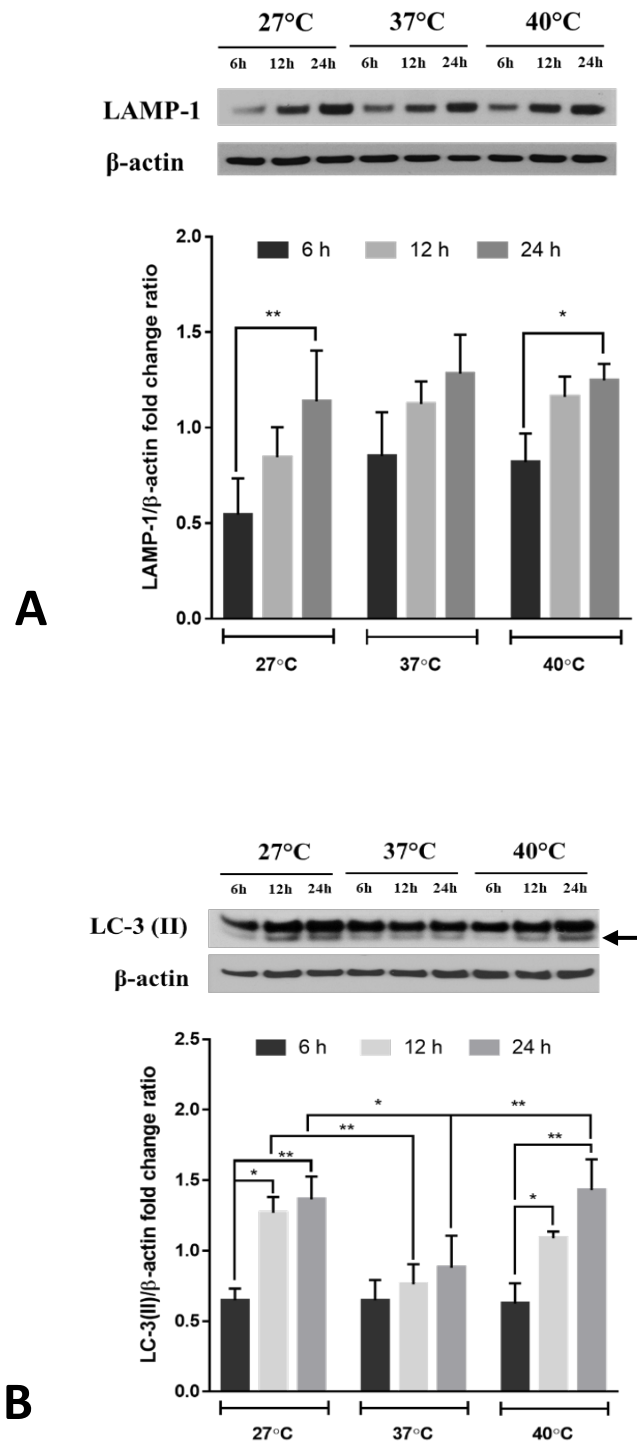 27°C 37°C 40°C
6h 12h 24h 6h 12h 24h 6h 12h 24h
LAMP-1
β-actin
2.0
1.5
1.0
0.5
0.0
LAMP-1/β-actin fold change ratio
6 h 12 h 24 h
** *
27°C 37°C 40°C
A
27°C 37°C 40°C
6h 12h 24h 6h 12h 24h 6h 12h 24h
LC-3 (II)
β-actin
2.5
2.0
1.5
1.0
0.5
0.0
LC-3(II)/β-actin fold change ratio
6 h 12 h 24 h
* **
** **
* ** *
27°C 37°C 40°C
B